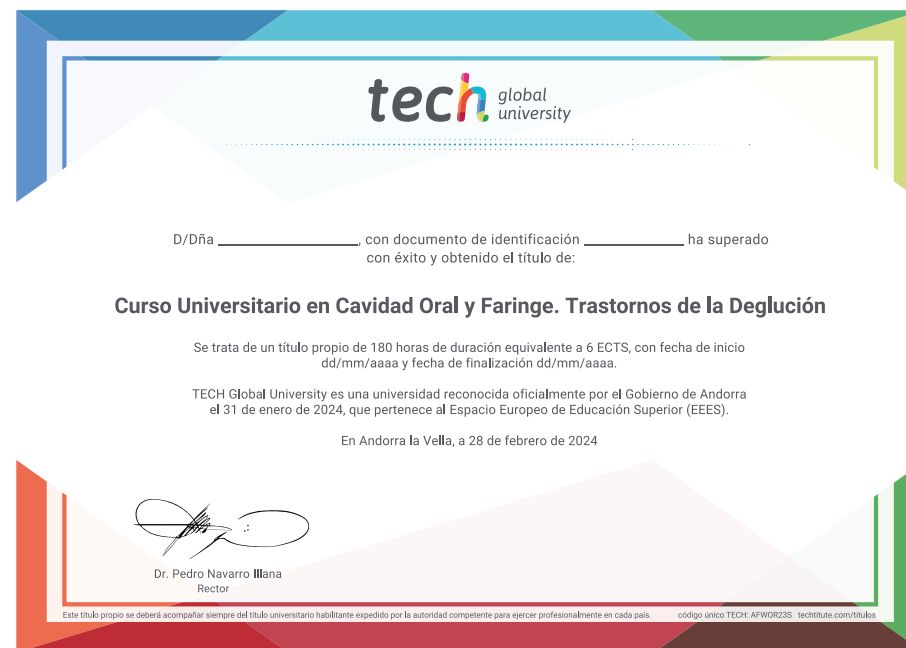 tech global university
D/Dña ____________, con documento de identificación ____________ ha superado
con éxito y obtenido el título de:
Curso Universitario en Cavidad Oral y Faringe. Trastornos de la Deglución
Se trata de un título propio de 180 horas de duración equivalente a 6 ECTS, con fecha de inicio
dd/mm/aaaa y fecha de finalización dd/mm/aaaa.
TECH Global University es una universidad reconocida oficialmente por el Gobierno de Andorra
el 31 de enero de 2024, que pertenece al Espacio Europeo de Educación Superior (EEES).
En Andorra la Vella, a 28 de febrero de 2024
Dr. Pedro Navarro Illana
Rector
Este título propio se deberá acompañar siempre del título universitario habilitante expedido por la autoridad competente para ejercer profesionalmente en cada país. código único TECH: AFWOR23S techtitute.com/titulos